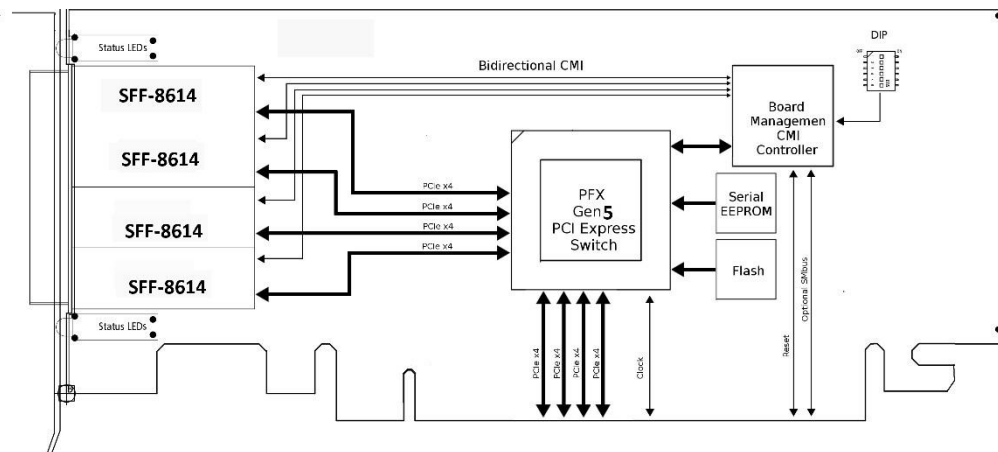 Status LEDs
DIP
Bidirectional CMI
SFF-8614
SFF-8614
SFF-8614
SFF-8614
Board
Managemen
CMI
Controller
PCIe x4
PCIe x4
PCIe x4
PCIe x4
PFX
Gen5
PCI Express
Switch
Serial
EEPROM
Flash
Status LEDs
PCIe x4
PCIe x4
PCIe x4
PCIe x4
Clock
Reset
Optional SMbus